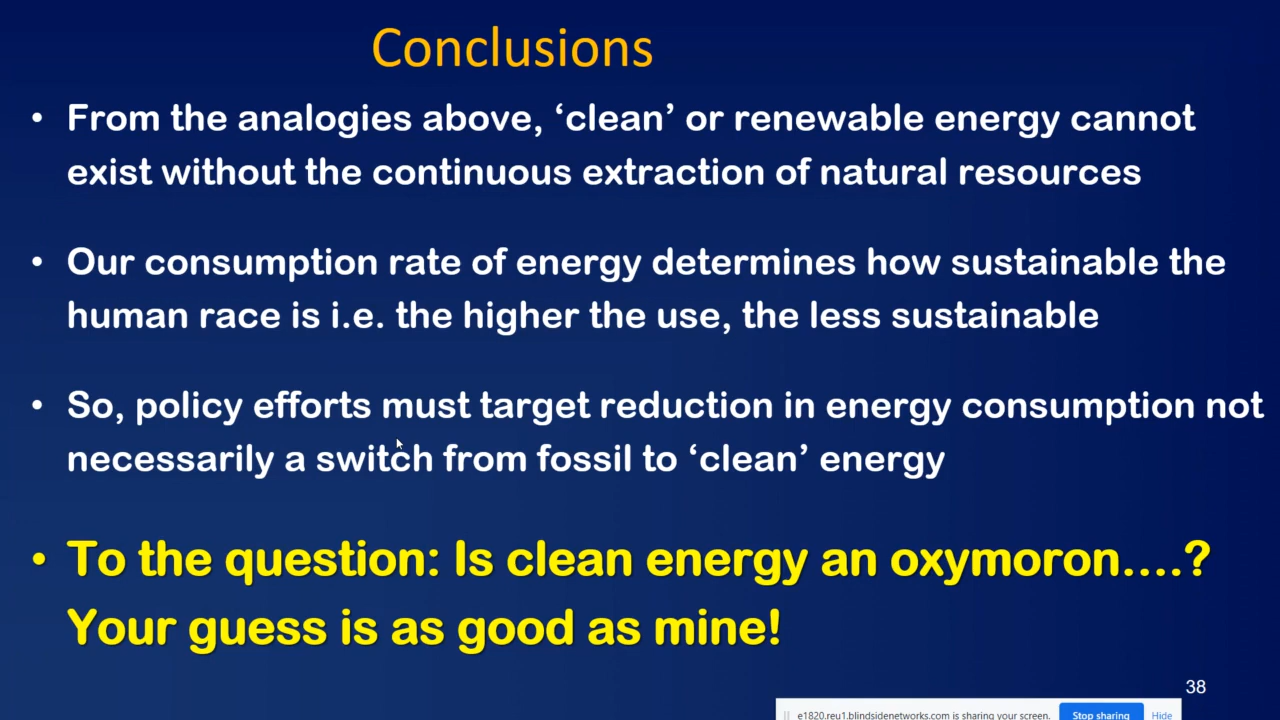 Conclusions
• From the analogies above, ‘clean’ or renewable energy cannot
exist without the continuous extraction of natural resources
• Our consumption rate of energy determines how sustainable the
human race is i.e. the higher the use, the less sustainable
• So, policy efforts must target reduction in energy consumption not
necessarily a switch from fossil to ‘clean’ energy
• To the question: Is clean energy an oxymoron....?
Your guess is as good as mine!
38
e1820.reu1.blindsidenetworks.com is sharing your screen. Stop sharing Hide